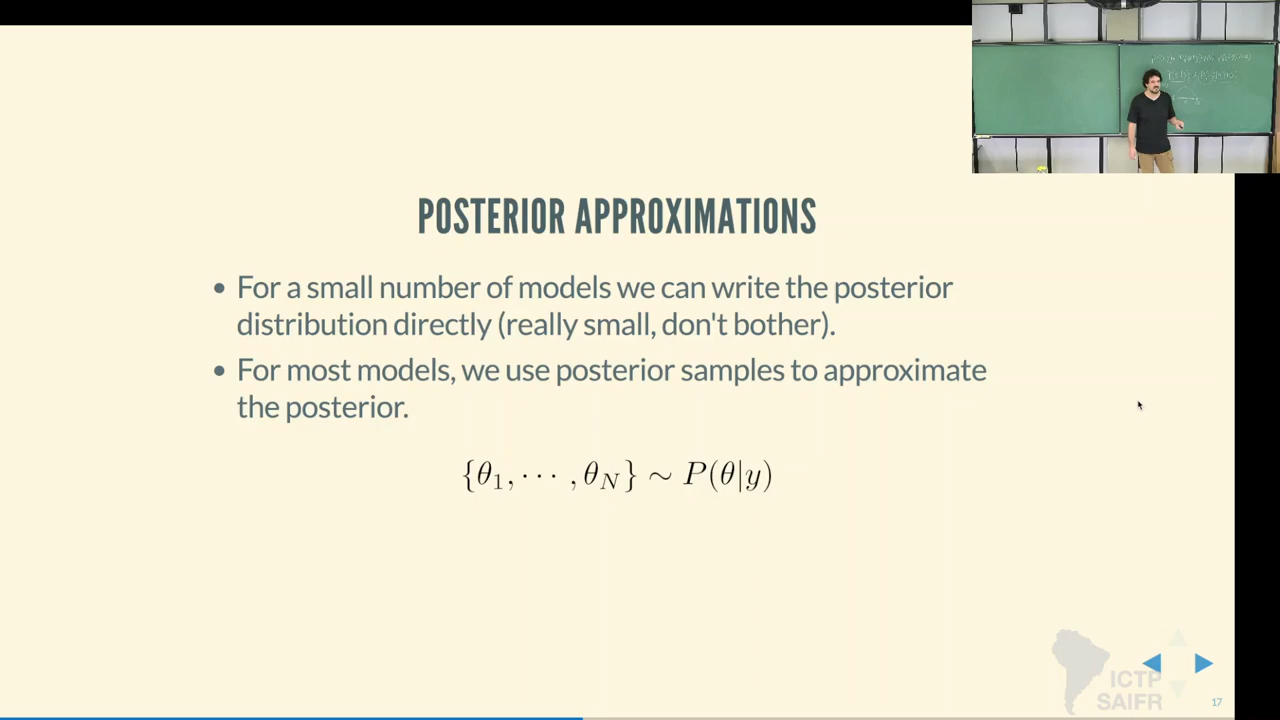 POSTERIOR APPROXIMATIONS
• For a small number of models we can write the posterior
distribution directly (really small, don't bother).
• For most models, we use posterior samples to approximate
the posterior.
{θ₁, ⋯ , θ_N} ∼ P(θ|y)
ICTP
SAIFR
17